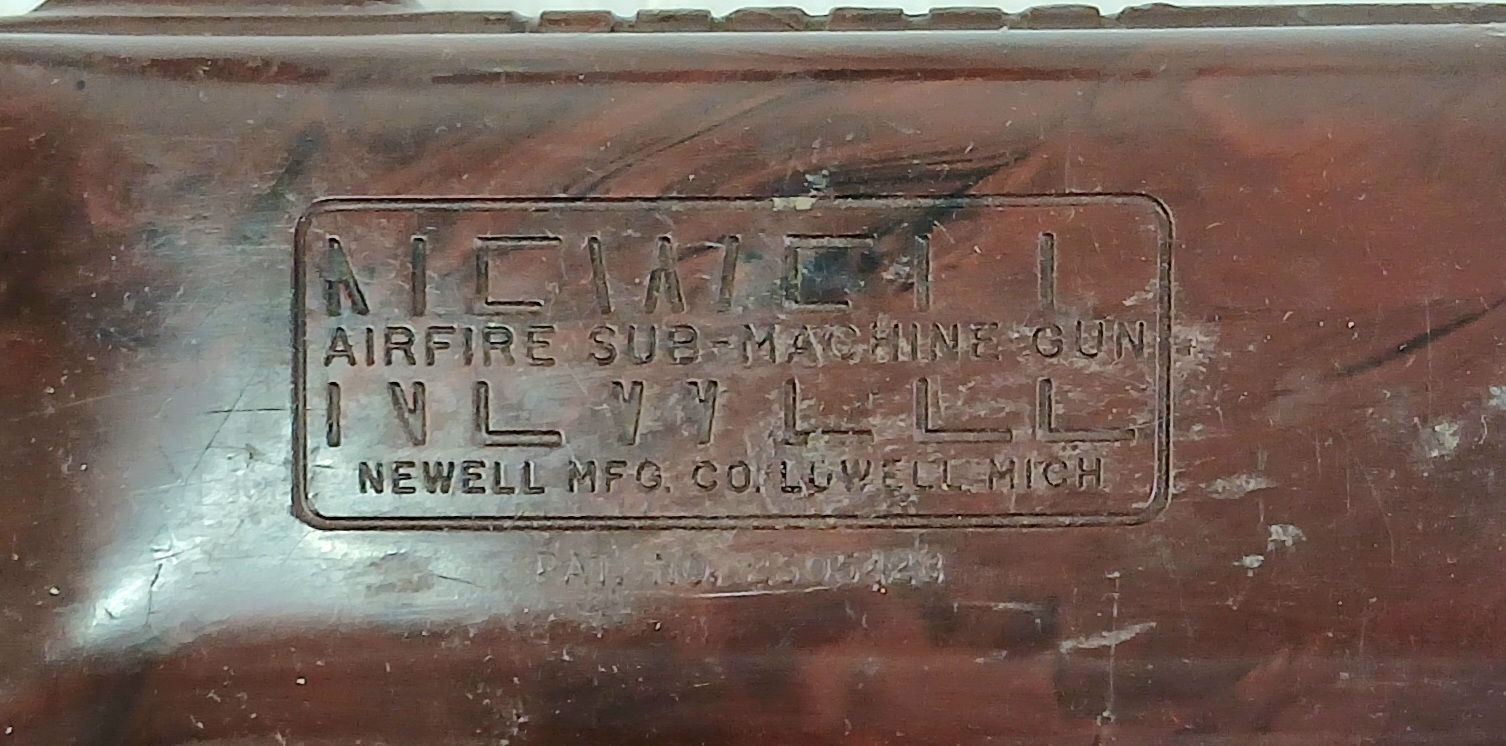 NEWELL
AIRFIRE SUB-MACHINE GUN
NEWELL MFG. CO. LOWELL, MICH
PAT. NO.